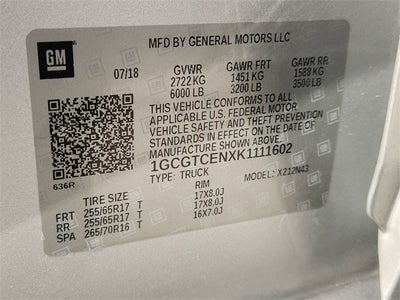 GM
MFD BY GENERAL MOTORS LLC
07/18 GVWR GAWR FRT GAWR RR
2722 KG 1451 KG 1588 KG
6000 LB 3200 LB 3500 LB
THIS VEHICLE CONFORMS TO ALL
APPLICABLE U.S. FEDERAL MOTOR
VEHICLE SAFETY AND THEFT PREVENTION
STANDARDS IN EFFECT ON THE DATE OF
MANUFACTURE SHOWN ABOVE.
1GCGTCENXK1111602
TYPE: TRUCK MODEL: X212N43
636R
TIRE SIZE RIM
FRT 255/65R17 T 17X8.0J
RR 255/65R17 T 17X8.0J
SPA 265/70R16 T 16X7.0J